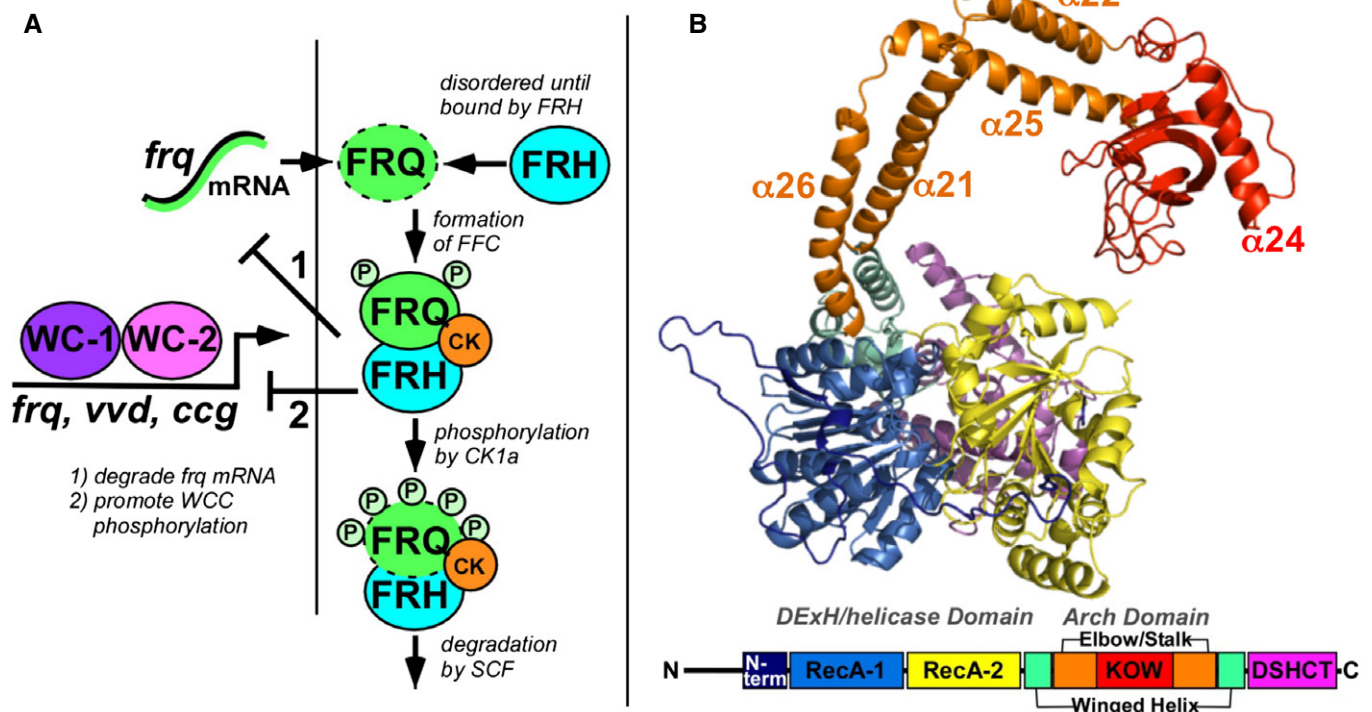 A
disordered until
bound by FRH
frq
mRNA
FRQ
FRH
formation
of FFC
1
P
P
FRQ
CK
FRH
WC-1
WC-2
frq, vvd, ccg
2
phosphorylation
by CK1a
1) degrade frq mRNA
2) promote WCC
phosphorylation
P
P
P
P
P
FRQ
CK
FRH
degradation
by SCF
B
α22
α25
α26
α21
α24
DExH/helicase Domain
Arch Domain
Elbow/Stalk
N
N-
term
RecA-1
RecA-2
KOW
DSHCT
C
Winged Helix